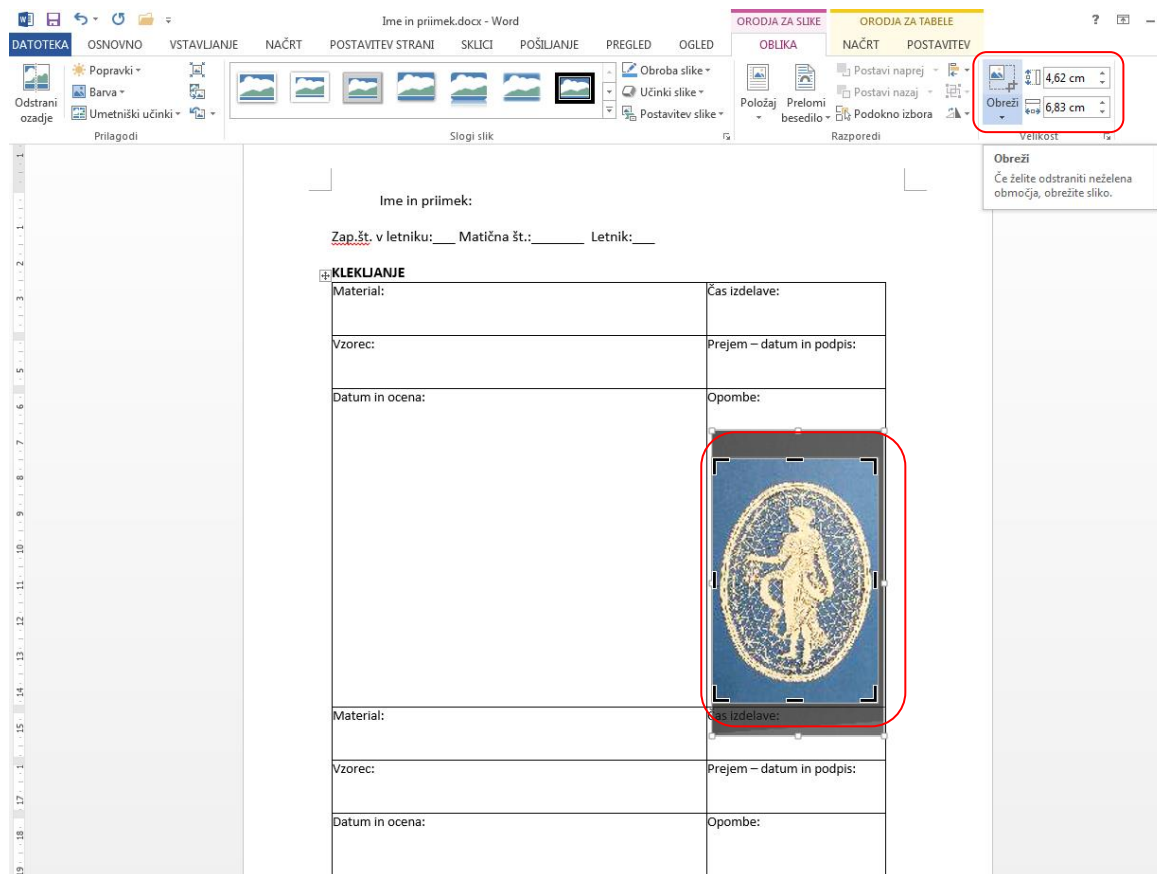 Ime in priimek.docx - Word
ORODJA ZA SLIKE ORODJA ZA TABELE
DATOTEKA OSNOVNO VSTAVLJANJE NAČRT POSTAVITEV STRANI SKLICI POŠILJANJE PREGLED OGLED OBLIKA NAČRT POSTAVITEV
Odstrani ozadje
Popravki
Barva
Umetniški učinki
Prilagodi
Slogi slik
Obroba slike
Učinki slike
Postavitev slike
Položaj
Prelomi besedilo
Postavi naprej
Postavi nazaj
Podokno izbora
Razporedi
Obreži
4,62 cm
6,83 cm
Velikost
Obreži
Če želite odstraniti neželena
območja, obrežite sliko.
Ime in priimek:
Zap.št. v letniku:___ Matična št.:_______ Letnik:___
KLEKLJANJE
Material: Čas izdelave:
Vzorec: Prejem – datum in podpis:
Datum in ocena: Opombe:
Material: Čas izdelave:
Vzorec: Prejem – datum in podpis:
Datum in ocena: Opombe: